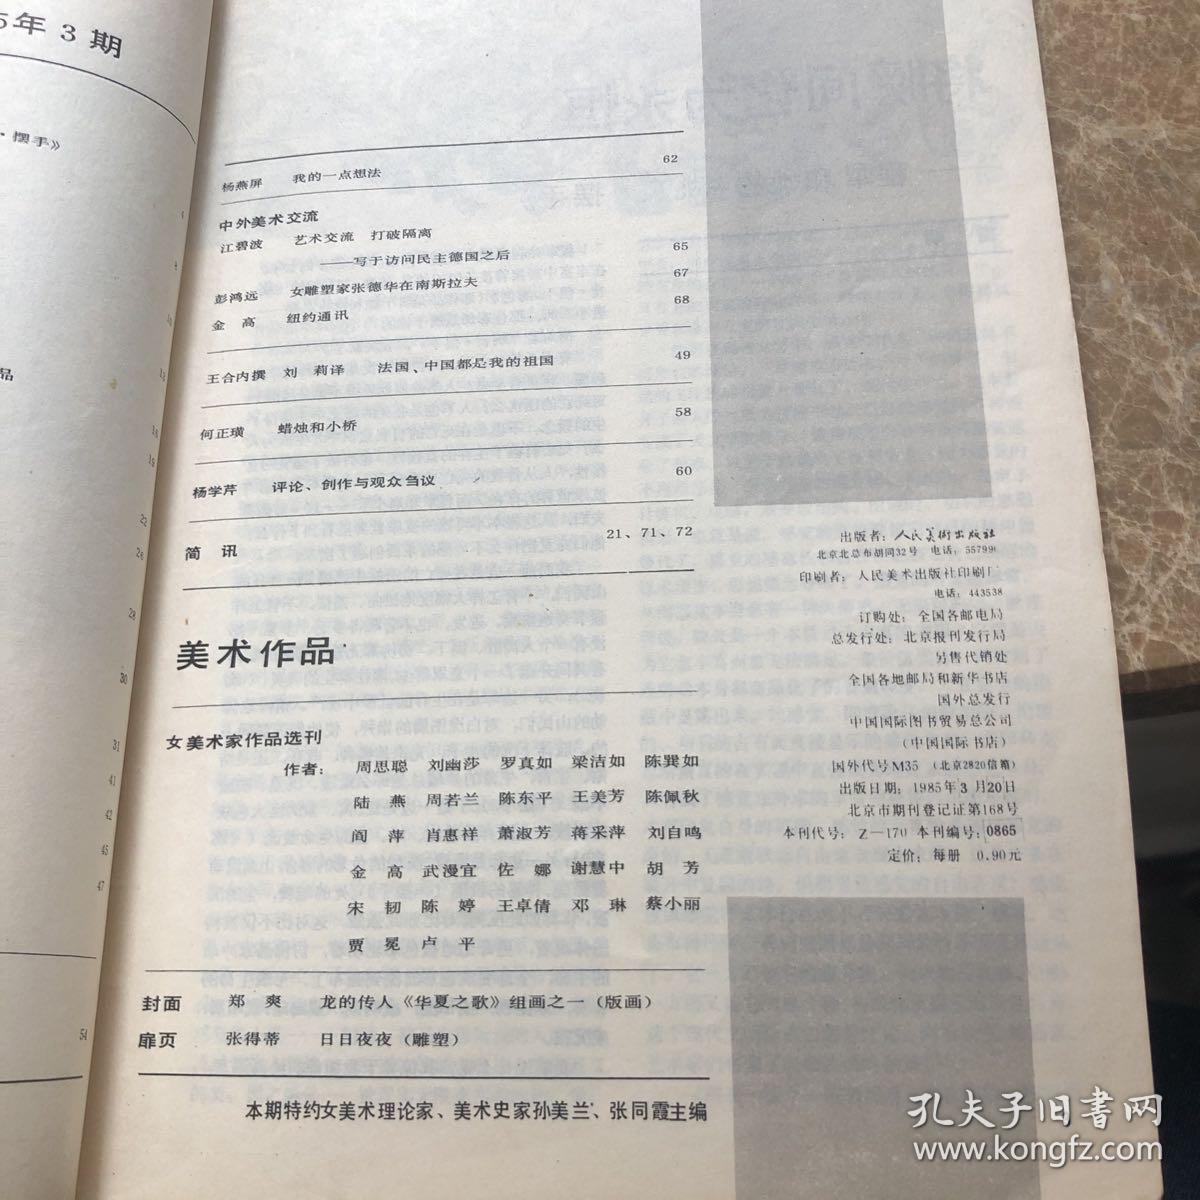 5年3期
·摆手》
品
4
9
10
13
16
19
22
26
28
30
31
41
42
45
47
54
杨燕屏 我的一点想法 62
中外美术交流
江碧波 艺术交流 打破隔离
——写于访问民主德国之后 65
彭鸿远 女雕塑家张德华在南斯拉夫 67
金 高 纽约通讯 68
王合内撰 刘 莉译 法国、中国都是我的祖国 49
何正璜 蜡烛和小桥 58
杨学芹 评论、创作与观众刍议 60
简 讯 21、71、72
美术作品
女美术家作品选刊
作者： 周思聪 刘幽莎 罗真如 梁洁如 陈巽如
陆 燕 周若兰 陈东平 王美芳 陈佩秋
阎 萍 肖惠祥 萧淑芳 蒋采萍 刘自鸣
金 高 武漫宜 佐 娜 谢慧中 胡 芳
宋 韧 陈 婷 王卓倩 邓 琳 蔡小丽
贾 冕 卢 平
封面 郑 爽 龙的传人《华夏之歌》组画之一（版画）
扉页 张得蒂 日日夜夜（雕塑）
本期特约女美术理论家、美术史家孙美兰、张同霞主编
出版者：人民美術出版社
北京北总布胡同32号 电话：55799
印刷者：人民美术出版社印刷厂
电话：443538
订购处：全国各邮电局
总发行处：北京报刊发行局
另售代销处
全国各地邮局和新华书店
国外总发行
中国国际图书贸易总公司
（中国国际书店）
国外代号M35（北京2820信箱）
出版日期：1985年3月20日
北京市期刊登记证第168号
本刊代号：Z—170 本刊编号：0865
定价：每册 0.90元
孔夫子旧书网
www.kongfz.com